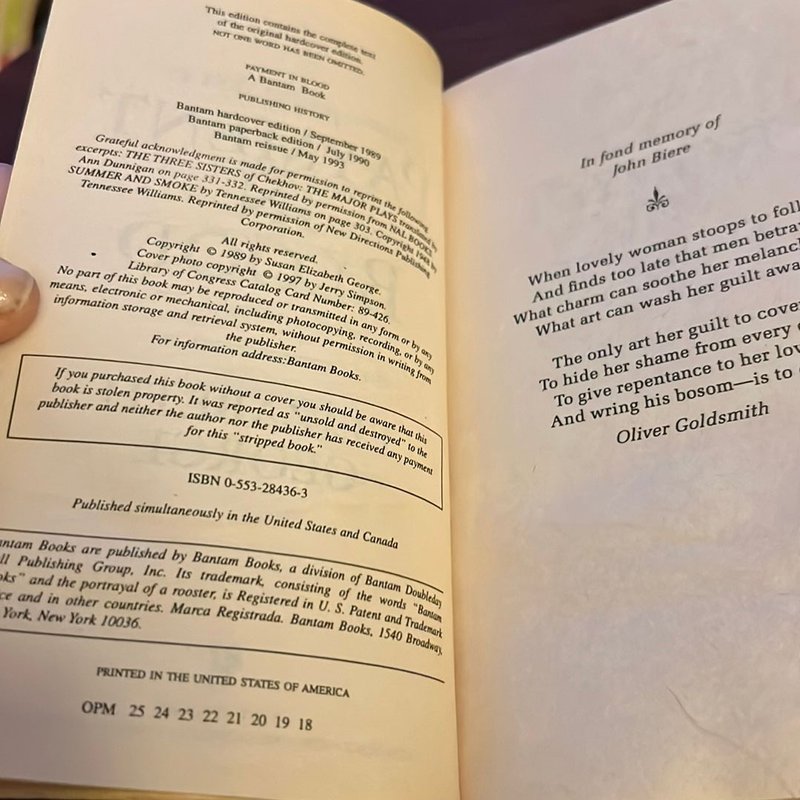 This edition contains the complete text
of the original hardcover edition.
NOT ONE WORD HAS BEEN OMITTED.
PAYMENT IN BLOOD
A Bantam Book
PUBLISHING HISTORY
Bantam hardcover edition / September 1989
Bantam paperback edition / July 1990
Bantam reissue / May 1993
Grateful acknowledgment is made for permission to reprint the following
excerpts: THE THREE SISTERS of Chekhov: THE MAJOR PLAYS translated by
Ann Dunnigan on page 331-332. Reprinted by permission from NAL BOOKS.
SUMMER AND SMOKE by Tennessee Williams on page 303. Copyright 1948 by
Tennessee Williams. Reprinted by permission of New Directions Publishing
Corporation.
All rights reserved.
Copyright © 1989 by Susan Elizabeth George.
Cover photo copyright © 1997 by Jerry Simpson.
Library of Congress Catalog Card Number: 89-426.
No part of this book may be reproduced or transmitted in any form or by any
means, electronic or mechanical, including photocopying, recording, or by any
information storage and retrieval system, without permission in writing from
the publisher.
For information address:Bantam Books.
If you purchased this book without a cover you should be aware that this
book is stolen property. It was reported as "unsold and destroyed" to the
publisher and neither the author nor the publisher has received any payment
for this "stripped book."
ISBN 0-553-28436-3
Published simultaneously in the United States and Canada
antam Books are published by Bantam Books, a division of Bantam Doubleday
ll Publishing Group, Inc. Its trademark, consisting of the words "Bantam
oks" and the portrayal of a rooster, is Registered in U. S. Patent and Trademark
ce and in other countries. Marca Registrada. Bantam Books, 1540 Broadway,
York, New York 10036.
PRINTED IN THE UNITED STATES OF AMERICA
OPM 25 24 23 22 21 20 19 18
In fond memory of
John Biere
When lovely woman stoops to foll
And finds too late that men betra
What charm can soothe her melanch
What art can wash her guilt awa
The only art her guilt to cove
To hide her shame from every
To give repentance to her lov
And wring his bosom—is to
Oliver Goldsmith